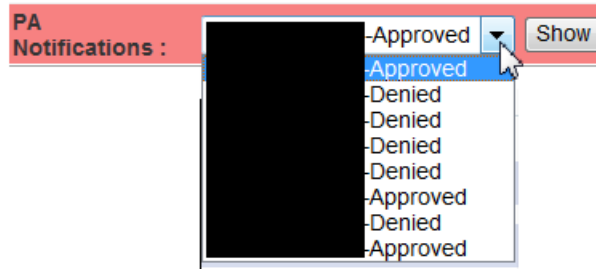 PA
Notifications :
-Approved
Show
-Approved
-Denied
-Denied
-Denied
-Denied
-Approved
-Denied
-Approved